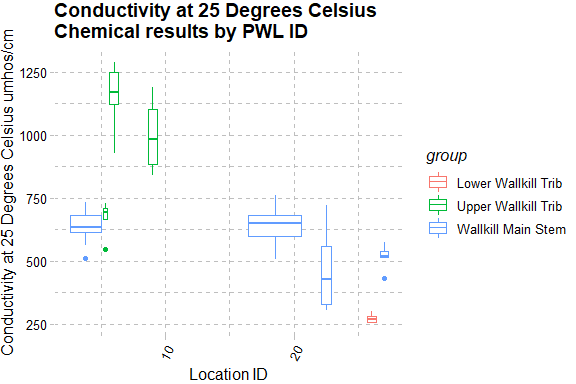 Conductivity at 25 Degrees Celsius
Chemical results by PWL ID
Conductivity at 25 Degrees Celsius umhos/cm
1250
1000
750
500
250
10
20
Location ID
group
Lower Wallkill Trib
Upper Wallkill Trib
Wallkill Main Stem